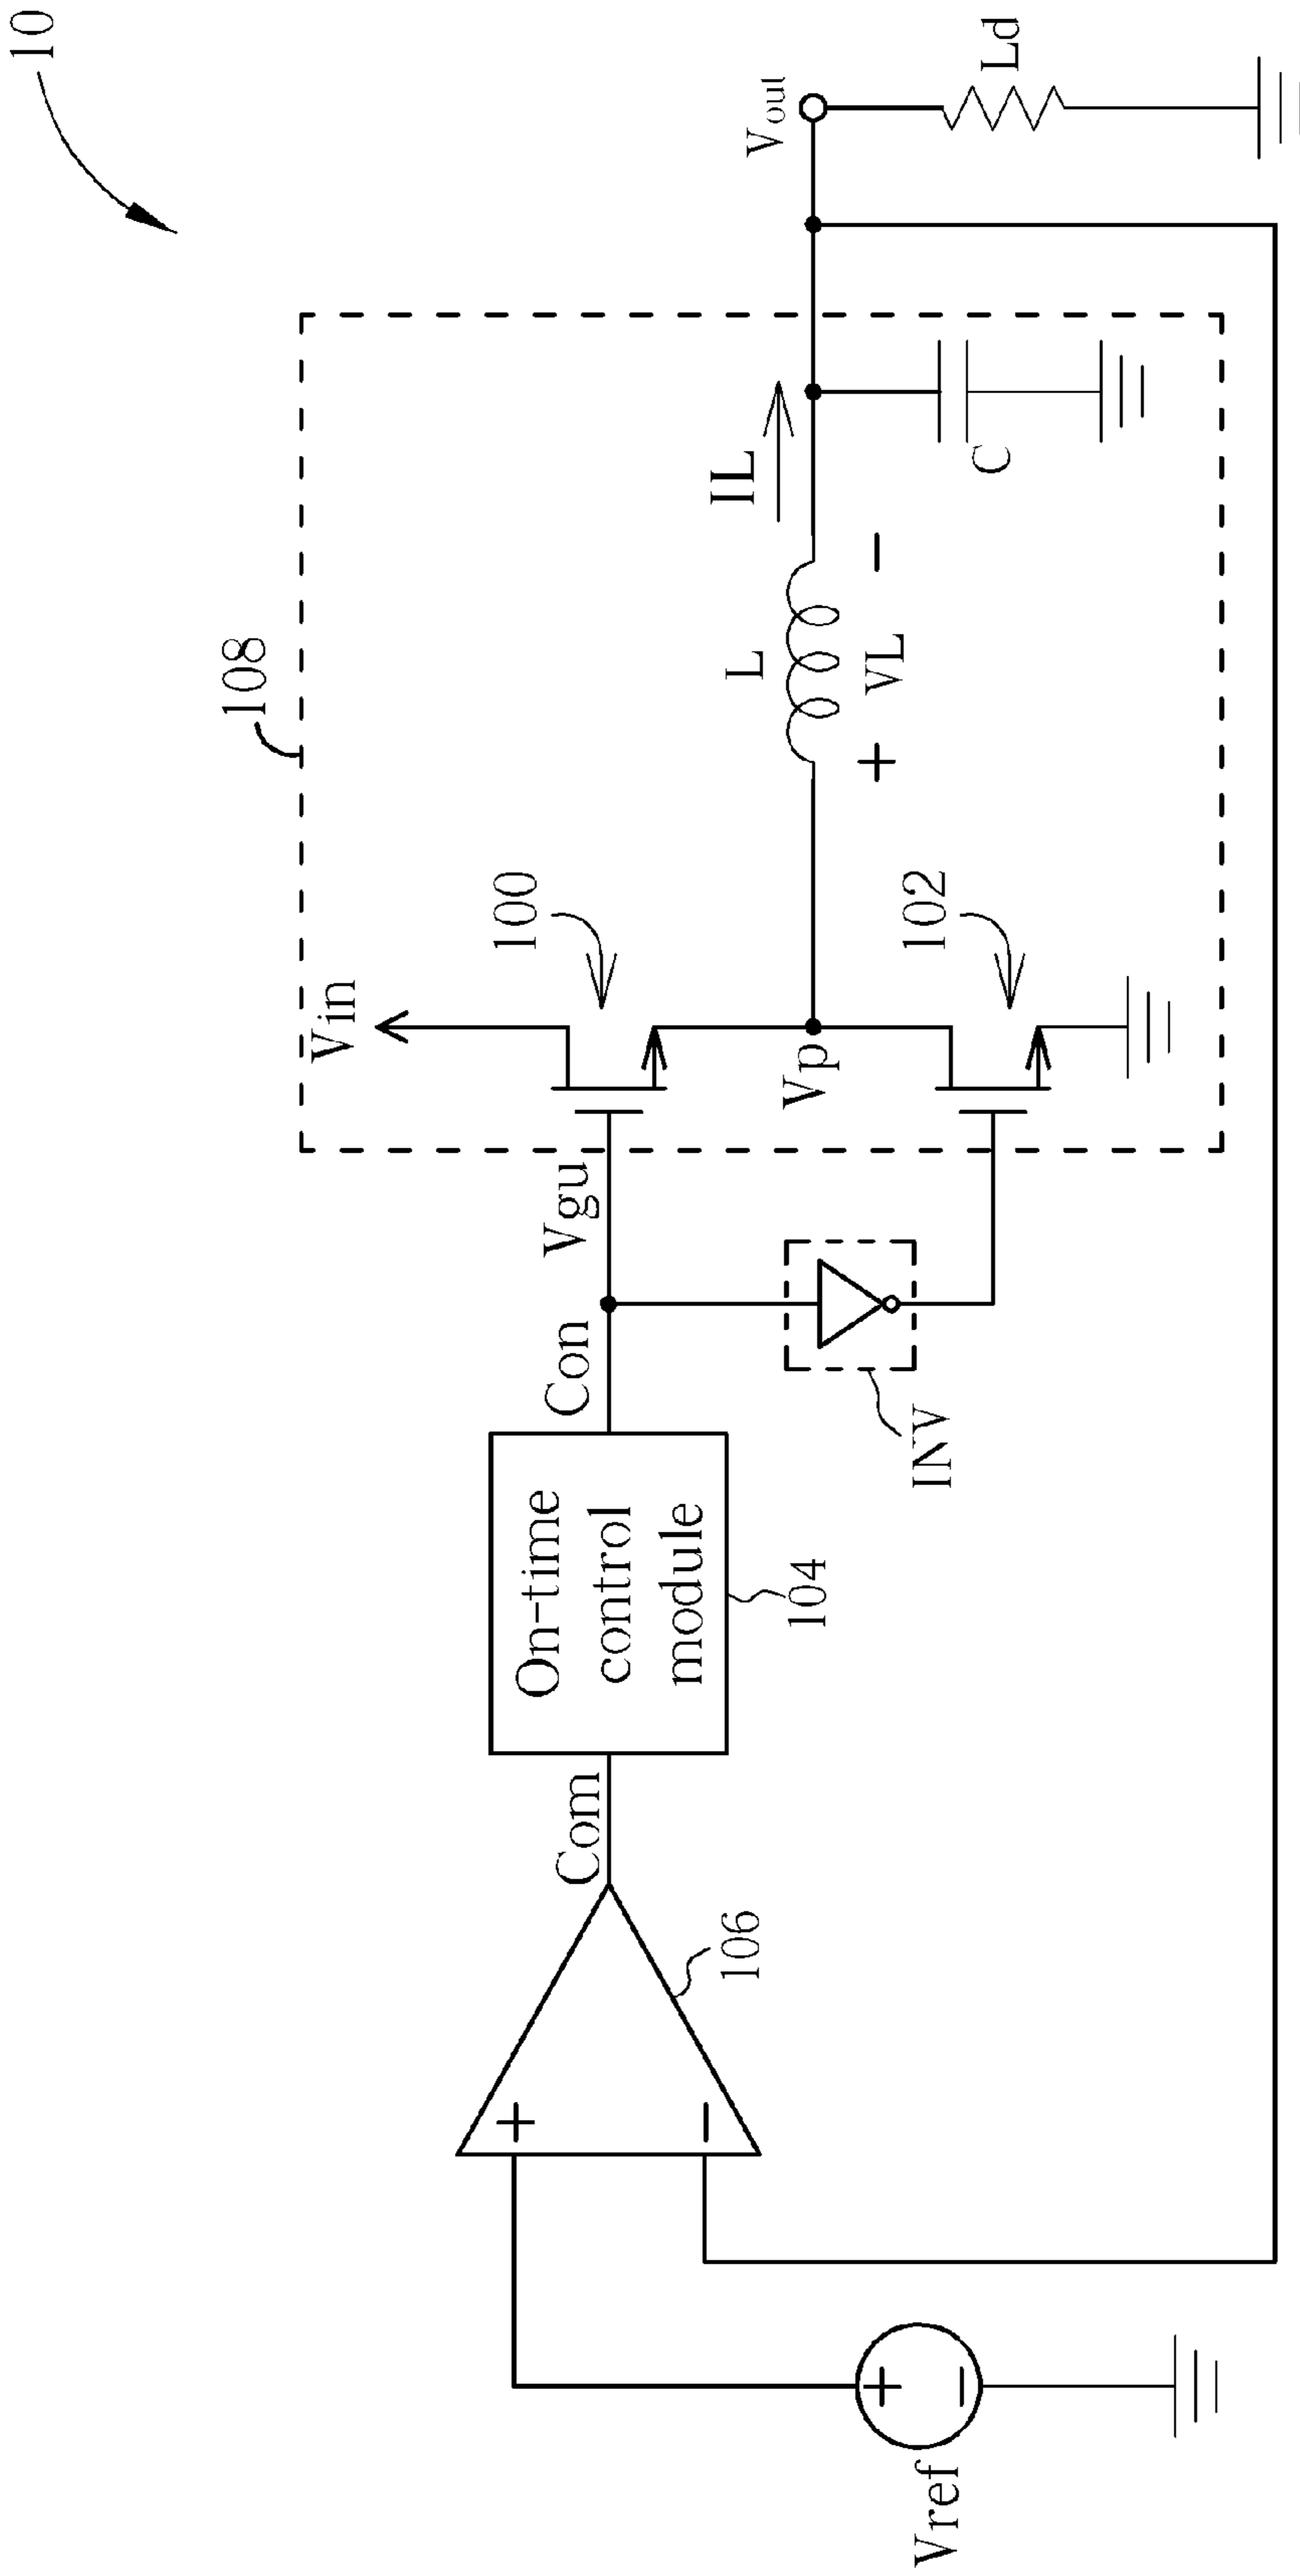 10
108
Vin
100
Vout
IL
L
+
VL
−
Ld
Vgu
Con
Com
On-time
control
module
Vp
102
C
+
−
106
104
INV
Vref
+
−